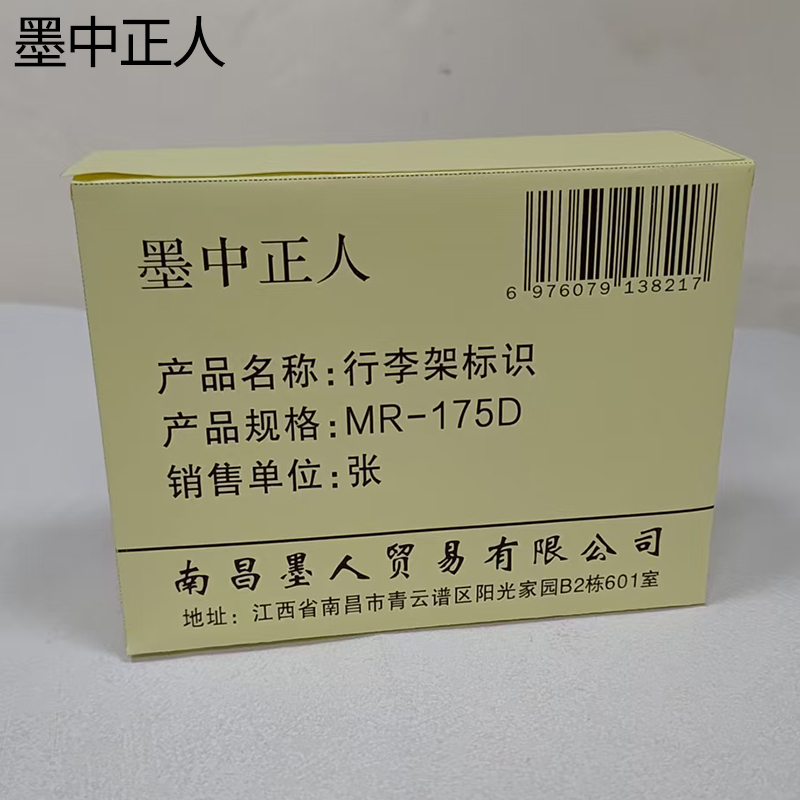 墨中正人
墨中正人
6 976079 138217
产品名称:行李架标识
产品规格:MR-175D
销售单位:张
南昌墨人贸易有限公司
地址:江西省南昌市青云谱区阳光家园B2栋601室